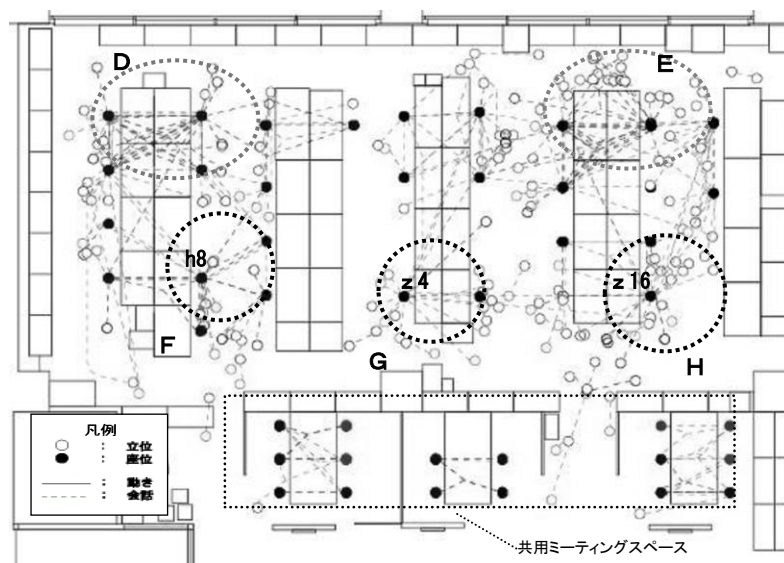 D
E
h8
z 4
z 16
F
G
H
凡例
○ : 立位
● : 座位
: 動き
: 会話
共用ミーティングスペース